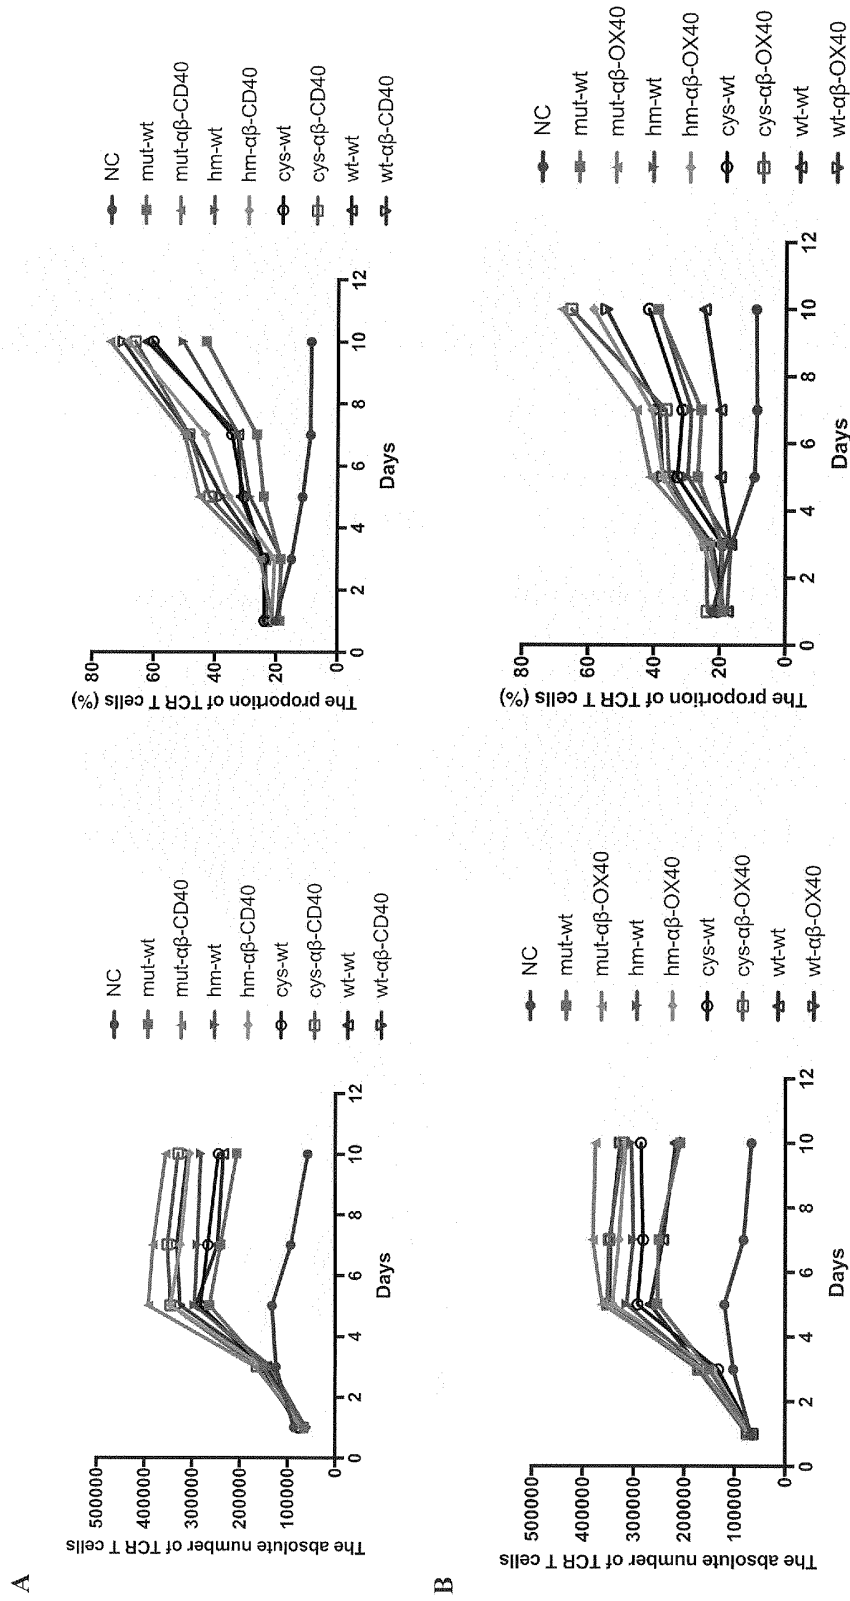 A
The absolute number of TCR T cells
500000
400000
300000
200000
100000
0
0 2 4 6 8 10 12
Days
NC
mut-wt
mut-αβ-CD40
hm-wt
hm-αβ-CD40
cys-wt
cys-αβ-CD40
wt-wt
wt-αβ-CD40
The proportion of TCR T cells (%)
80
60
40
20
0
0 2 4 6 8 10 12
Days
NC
mut-wt
mut-αβ-CD40
hm-wt
hm-αβ-CD40
cys-wt
cys-αβ-CD40
wt-wt
wt-αβ-CD40
B
The absolute number of TCR T cells
500000
400000
300000
200000
100000
0
0 2 4 6 8 10 12
Days
NC
mut-wt
mut-αβ-OX40
hm-wt
hm-αβ-OX40
cys-wt
cys-αβ-OX40
wt-wt
wt-αβ-OX40
The proportion of TCR T cells (%)
80
60
40
20
0
0 2 4 6 8 10 12
Days
NC
mut-wt
mut-αβ-OX40
hm-wt
hm-αβ-OX40
cys-wt
cys-αβ-OX40
wt-wt
wt-αβ-OX40